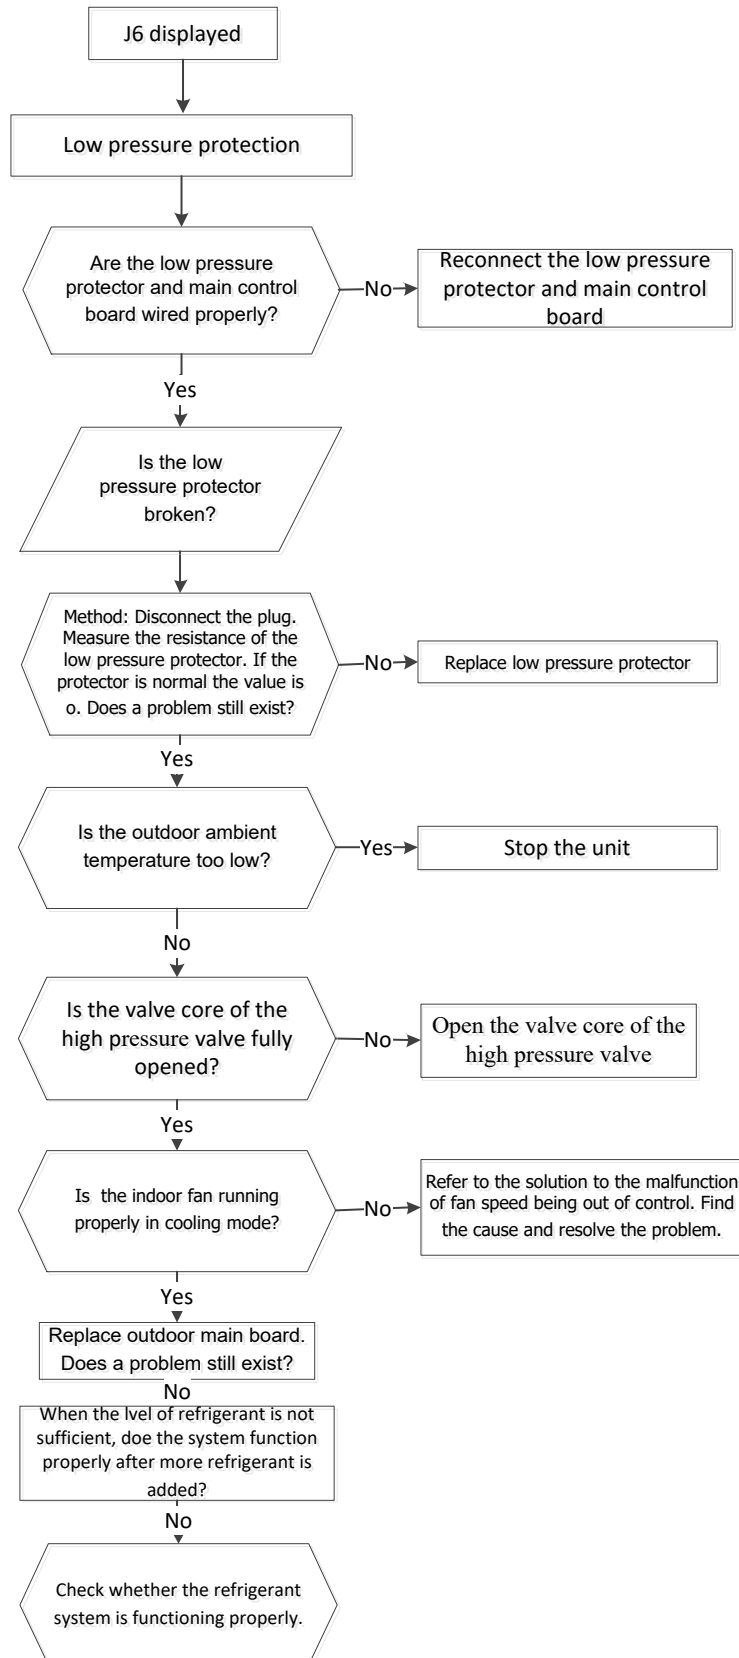 J6 displayed
Low pressure protection
Are the low pressure
protector and main control
board wired properly?
No
Reconnect the low pressure
protector and main control
board
Yes
Is the low
pressure protector
broken?
Method: Disconnect the plug.
Measure the resistance of the
low pressure protector. If the
protector is normal the value is
o. Does a problem still exist?
No
Replace low pressure protector
Yes
Is the outdoor ambient
temperature too low?
Yes
Stop the unit
No
Is the valve core of the
high pressure valve fully
opened?
No
Open the valve core of the
high pressure valve
Yes
Is the indoor fan running
properly in cooling mode?
No
Refer to the solution to the malfunction
of fan speed being out of control. Find
the cause and resolve the problem.
Yes
Replace outdoor main board.
Does a problem still exist?
No
When the lvel of refrigerant is not
sufficient, doe the system function
properly after more refrigerant is
added?
No
Check whether the refrigerant
system is functioning properly.